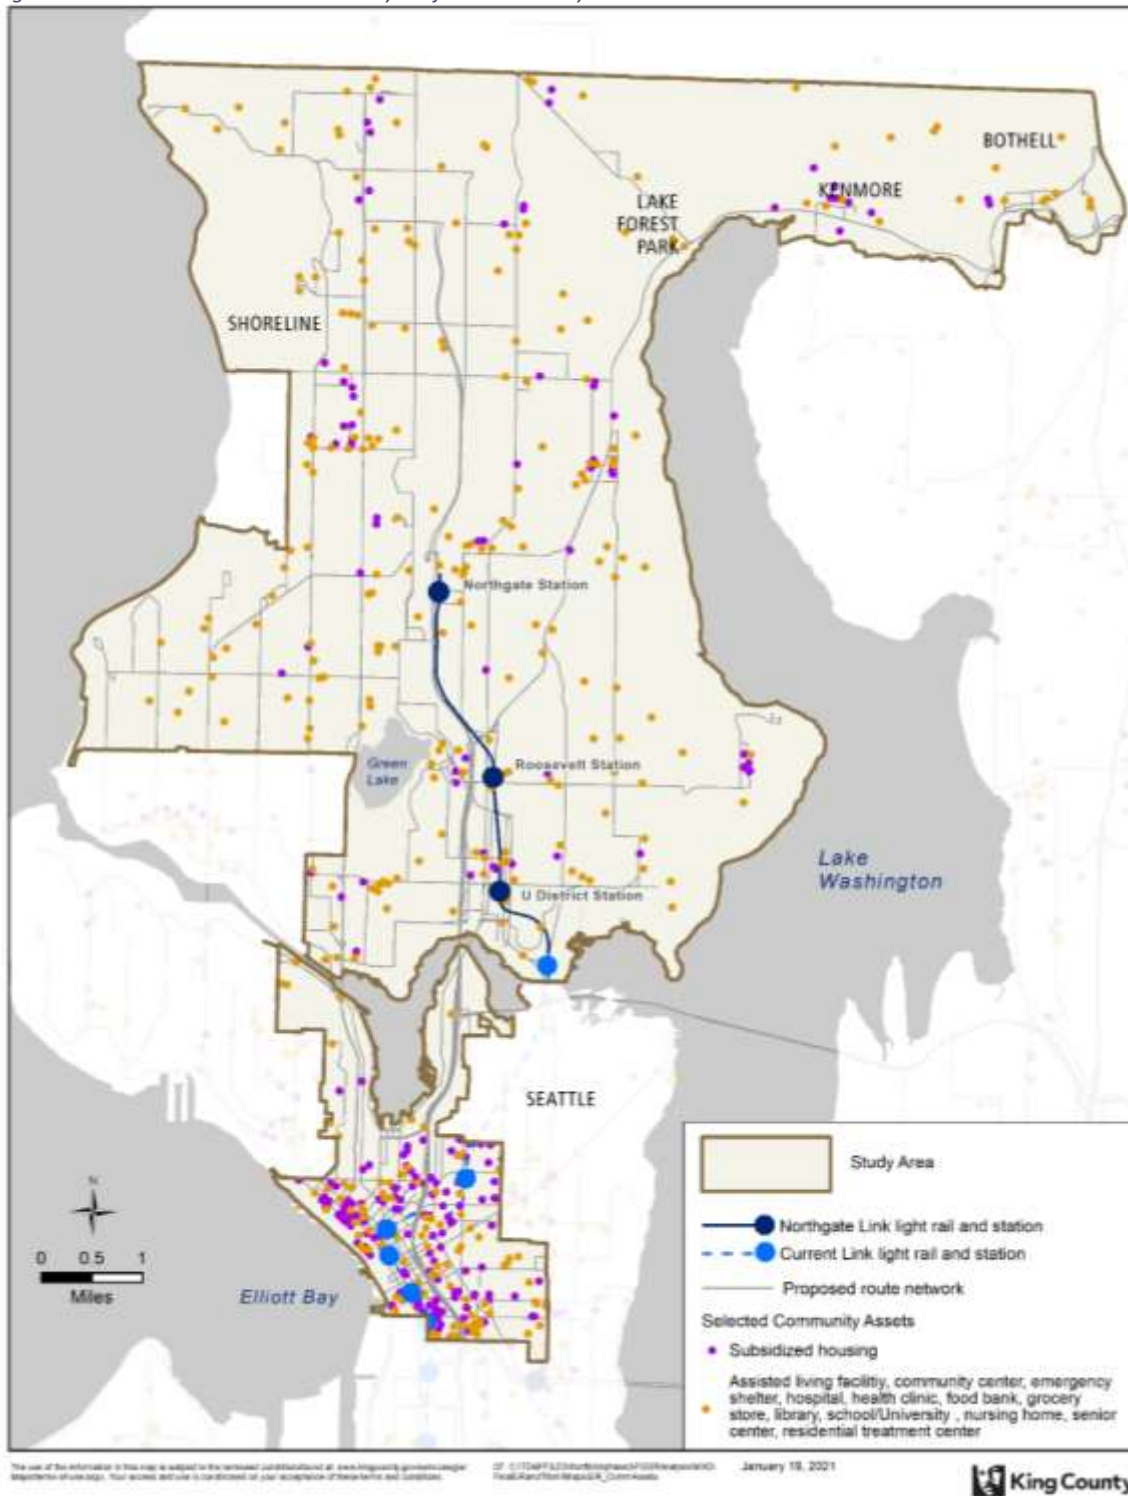 BOTHELL
KENMORE
LAKE
FOREST
PARK
SHORELINE
Northgate Station
Green
Lake
Roosevelt Station
Lake
Washington
U District Station
SEATTLE
N
0 0.5 1
Miles
Elliott Bay
Study Area
Northgate Link light rail and station
Current Link light rail and station
Proposed route network
Selected Community Assets
Subsidized housing
Assisted living facilitiy, community center, emergency
shelter, hospital, health clinic, food bank, grocery
store, library, school/University , nursing home, senior
center, residential treatment center
January 19, 2021
King County